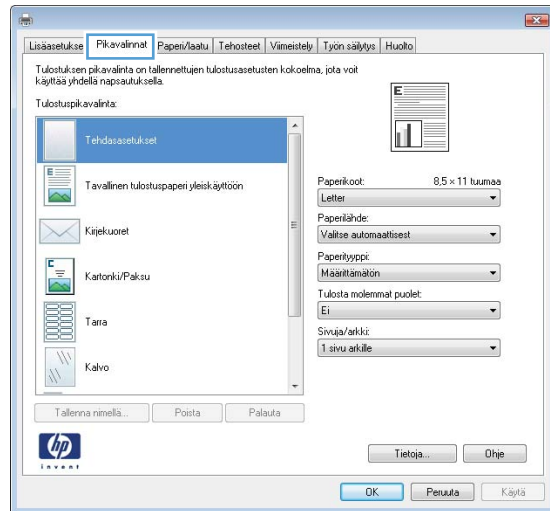 Lisäasetukse
Pikavalinnat
Paperi/laatu
Tehosteet
Viimeistely
Työn säilytys
Huolto
Tulostuksen pikavalinta on tallennettujen tulostusasetusten kokoelma, jota voit
käyttää yhdellä napsautuksella.
Tulostuspikavalinta:
Tehdasasetukset
Tavallinen tulostuspaperi yleiskäyttöön
Kirjekuoret
Kartonki/Paksu
Tarra
Kalvo
E
Paperikoot: 8,5 × 11 tuumaa
Letter
Paperilähde:
Valitse automaattisest
Paperityyppi:
Määrittämätön
Tulosta molemmat puolet:
Ei
Sivuja/arkki:
1 sivu arkille
Tallenna nimellä...
Poista
Palauta
hp
invent
Tietoja...
Ohje
OK
Peruuta
Käytä